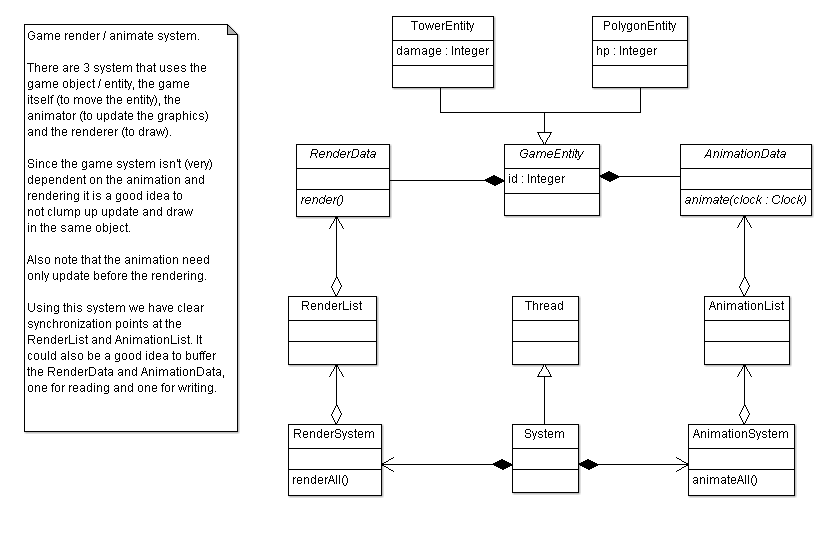 Game render / animate system.
There are 3 system that uses the
game object / entity, the game
itself (to move the entity), the
animator (to update the graphics)
and the renderer (to draw).
Since the game system isn't (very)
dependent on the animation and
rendering it is a good idea to
not clump up update and draw
in the same object.
Also note that the animation need
only update before the rendering.
Using this system we have clear
synchronization points at the
RenderList and AnimationList. It
could also be a good idea to buffer
the RenderData and AnimationData,
one for reading and one for writing.
TowerEntity
damage : Integer
PolygonEntity
hp : Integer
RenderData
render()
GameEntity
id : Integer
AnimationData
animate(clock : Clock)
RenderList
Thread
AnimationList
RenderSystem
renderAll()
System
AnimationSystem
animateAll()